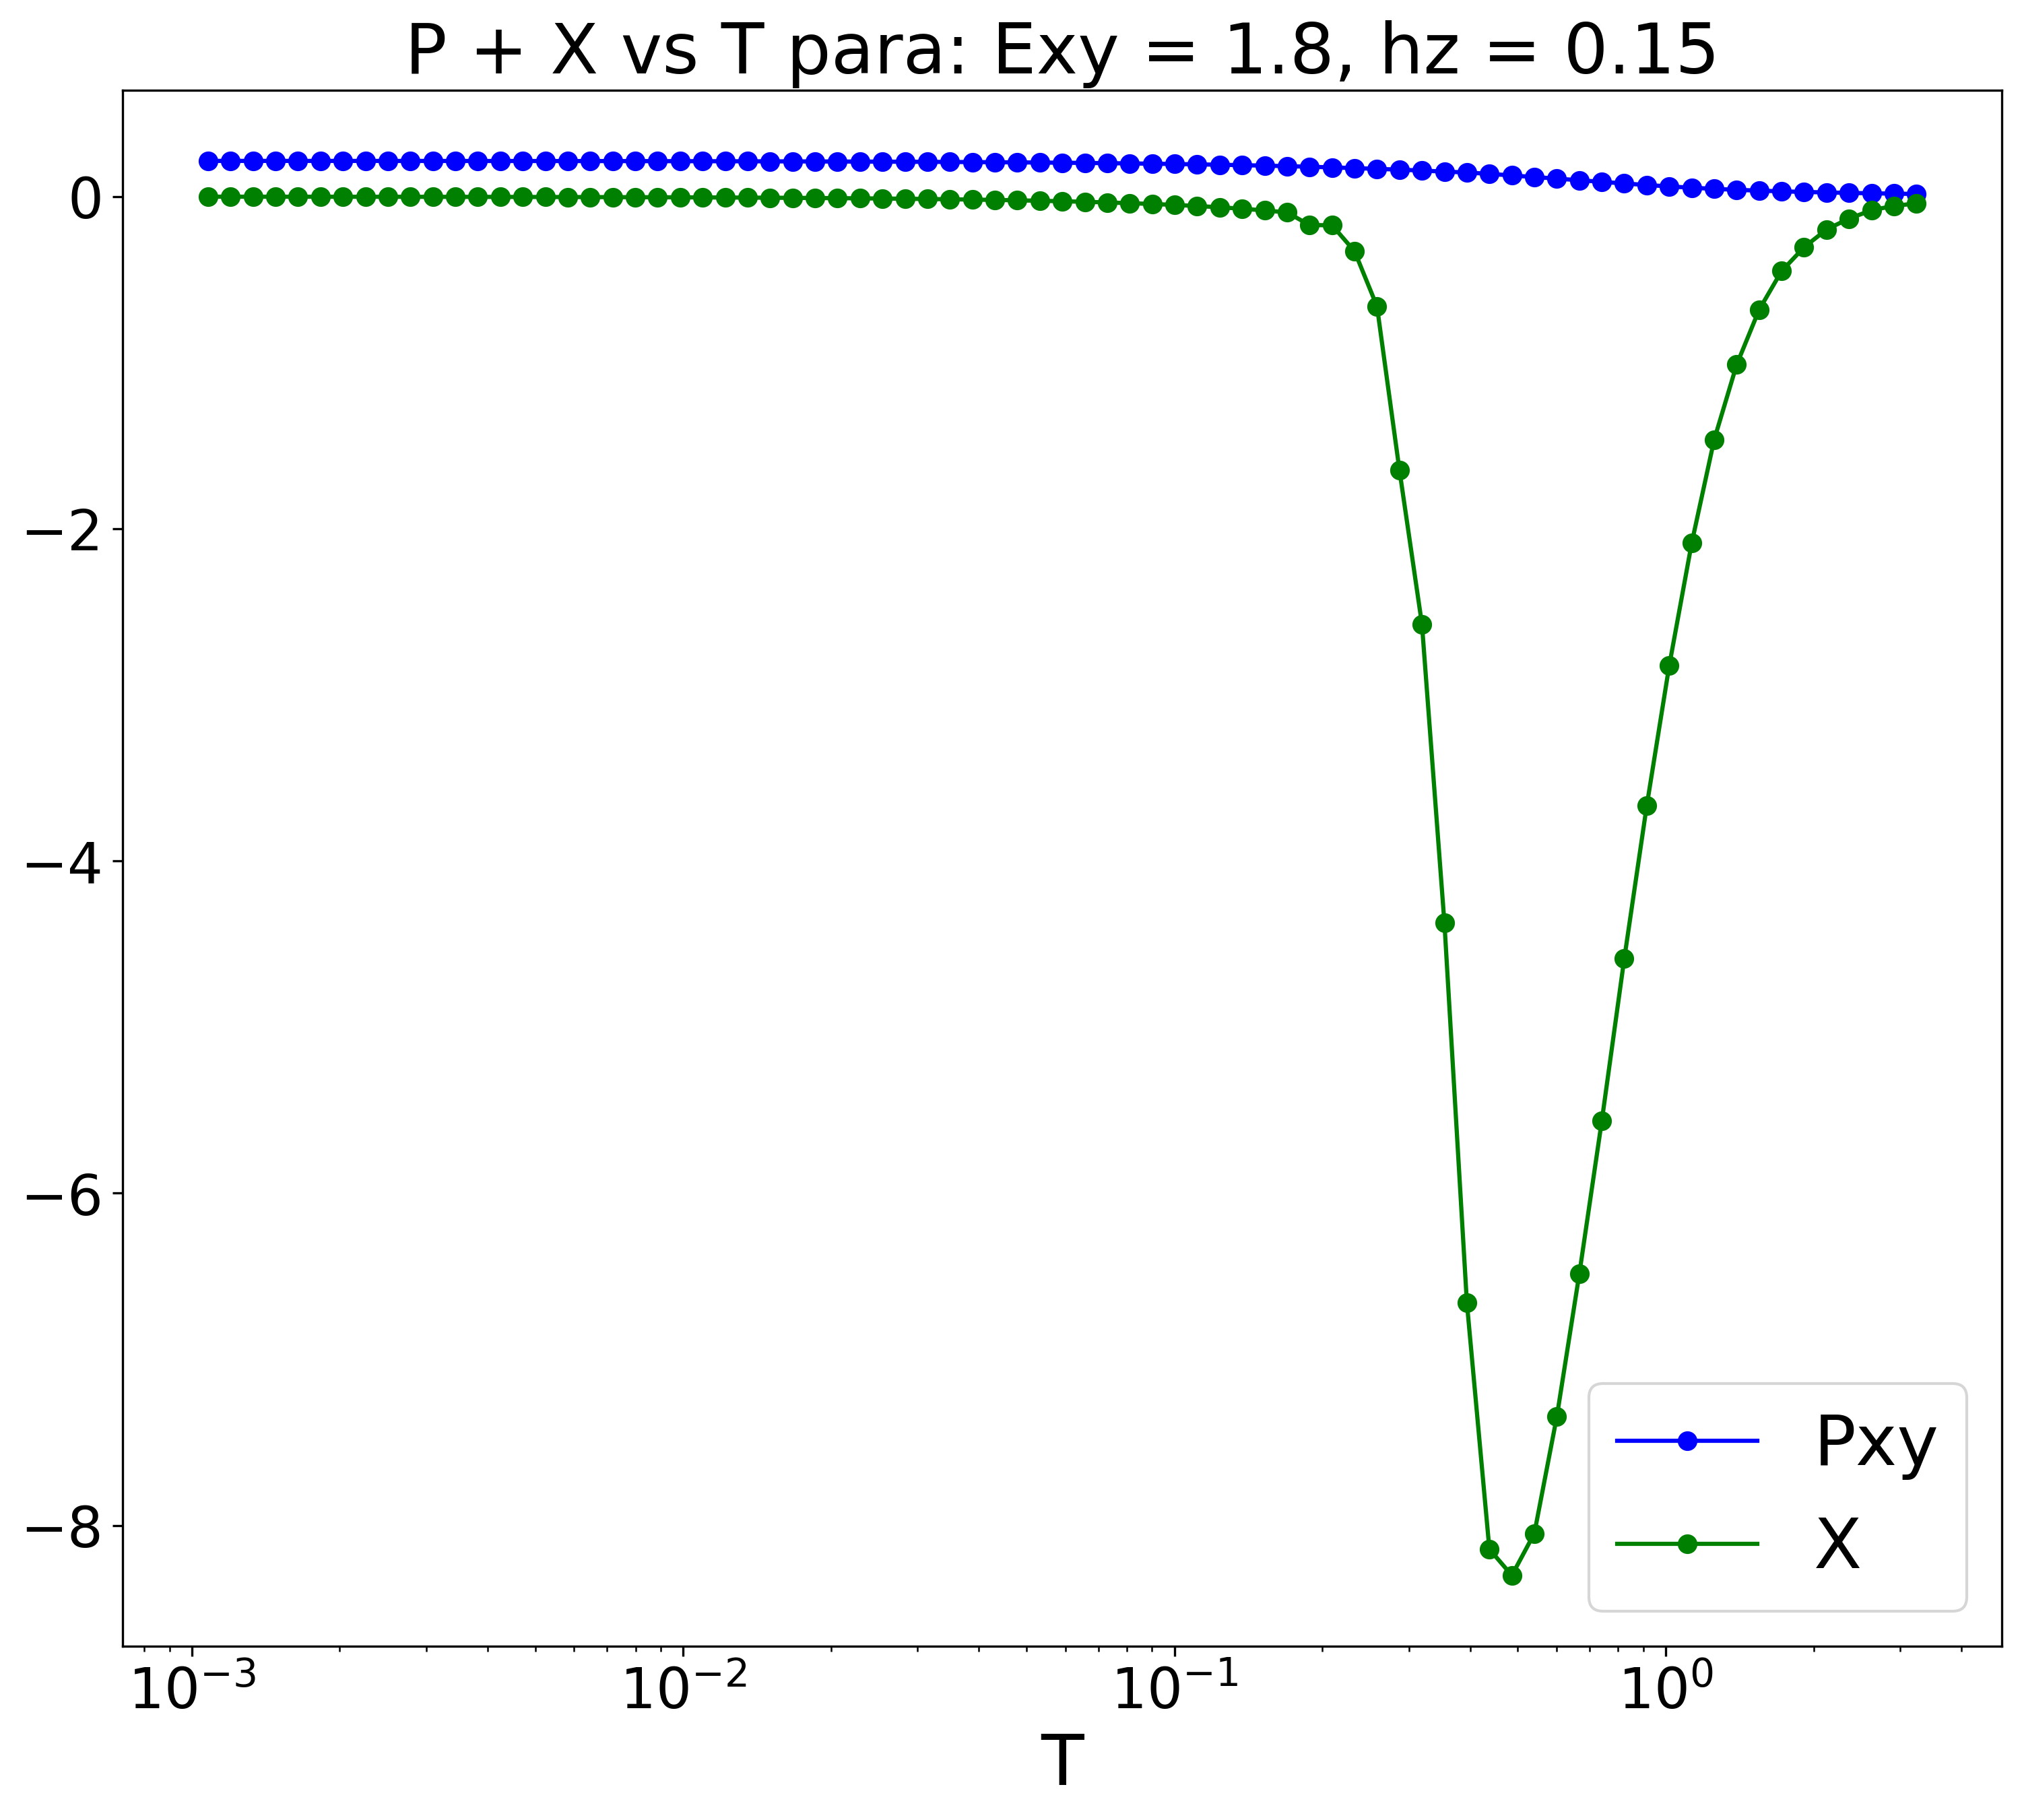 P + X vs T para: Exy = 1.8, hz = 0.15
0
−2
−4
−6
−8
Pxy
X
10⁻³ 10⁻² 10⁻¹ 10⁰
T